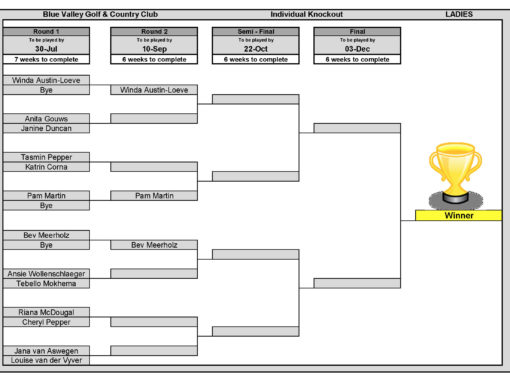 Blue Valley Golf & Country Club Individual Knockout LADIES
Round 1 Round 2 Semi - Final Final
To be played by To be played by To be played by To be played by
30-Jul 10-Sep 22-Oct 03-Dec
7 weeks to complete 6 weeks to complete 6 weeks to complete 6 weeks to complete
Winda Austin-Loeve
Bye Winda Austin-Loeve
Anita Gouws
Janine Duncan
Tasmin Pepper
Katrin Corna
Pam Martin Pam Martin
Bye
Winner
Bev Meerholz
Bye Bev Meerholz
Ansie Wollenschlaeger
Tebello Mokhema
Riana McDougal
Cheryl Pepper
Jana van Aswegen
Louise van der Vyver